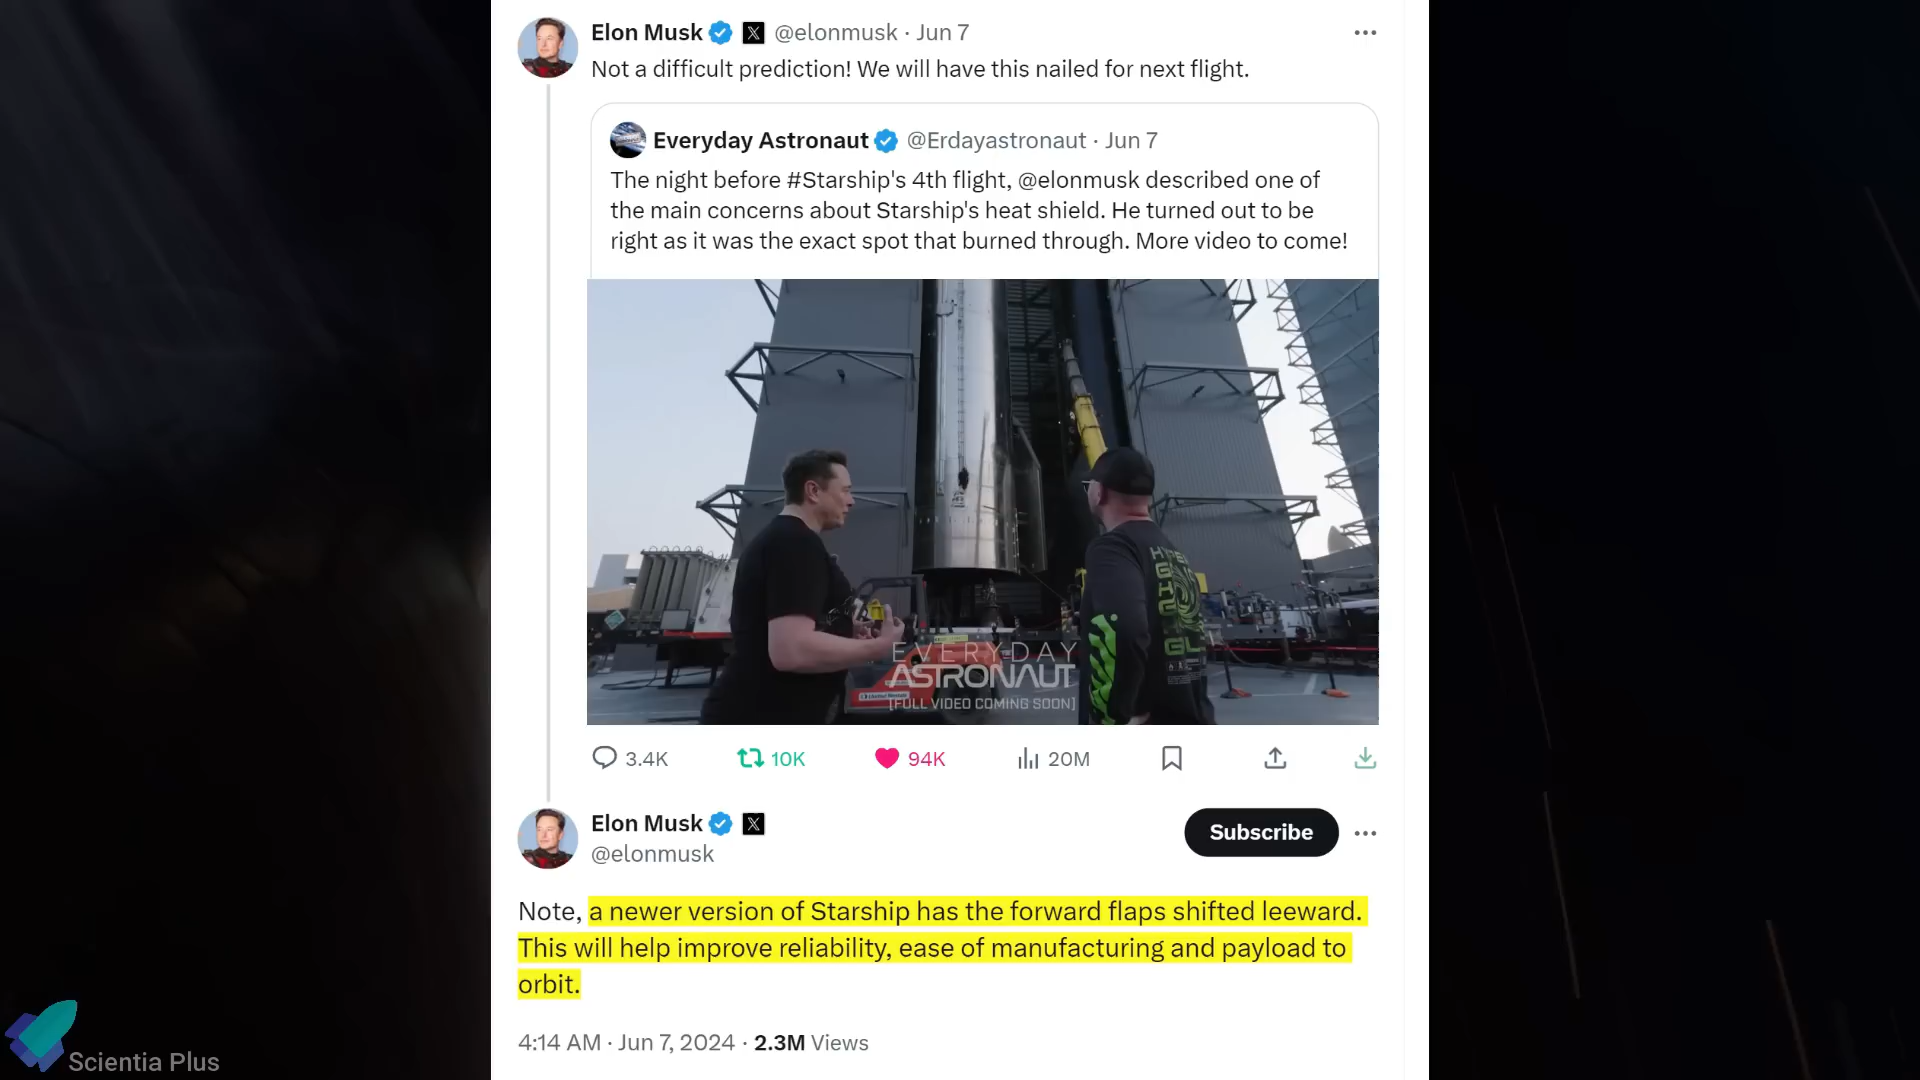 Elon Musk @elonmusk · Jun 7
Not a difficult prediction! We will have this nailed for next flight.
Everyday Astronaut @Erdayastronaut · Jun 7
The night before #Starship's 4th flight, @elonmusk described one of
the main concerns about Starship's heat shield. He turned out to be
right as it was the exact spot that burned through. More video to come!
EVERYDAY
ASTRONAUT
[FULL VIDEO COMING SOON]
3.4K 10K 94K 20M
Elon Musk
@elonmusk
Subscribe
Note, a newer version of Starship has the forward flaps shifted leeward.
This will help improve reliability, ease of manufacturing and payload to
orbit.
4:14 AM · Jun 7, 2024 · 2.3M Views
Scientia Plus